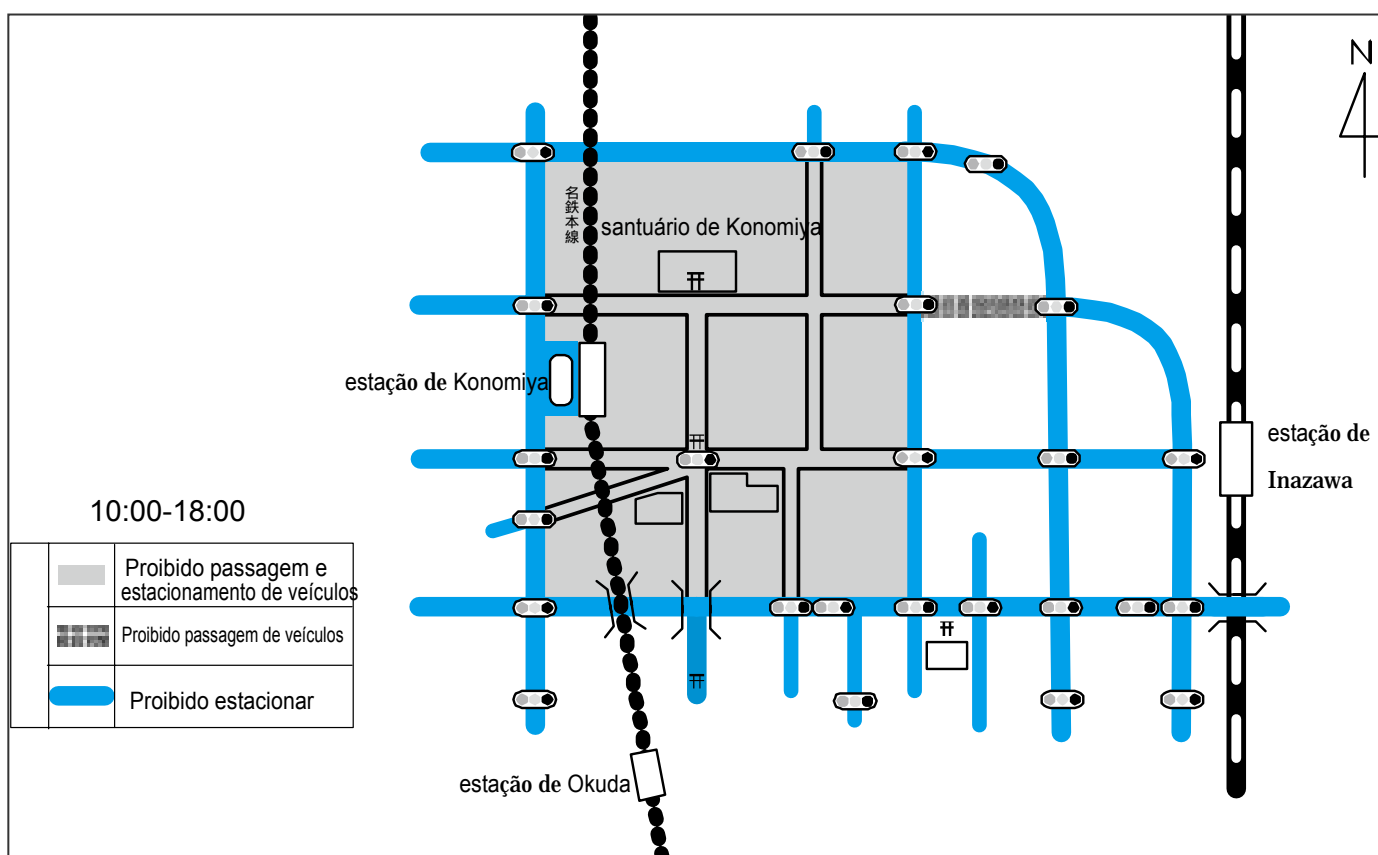 N
名鉄本線
santuário de Konomiya
estação de Konomiya
estação de
Inazawa
10:00-18:00
Proibido passagem e
estacionamento de veículos
Proibido passagem de veículos
Proibido estacionar
estação de Okuda